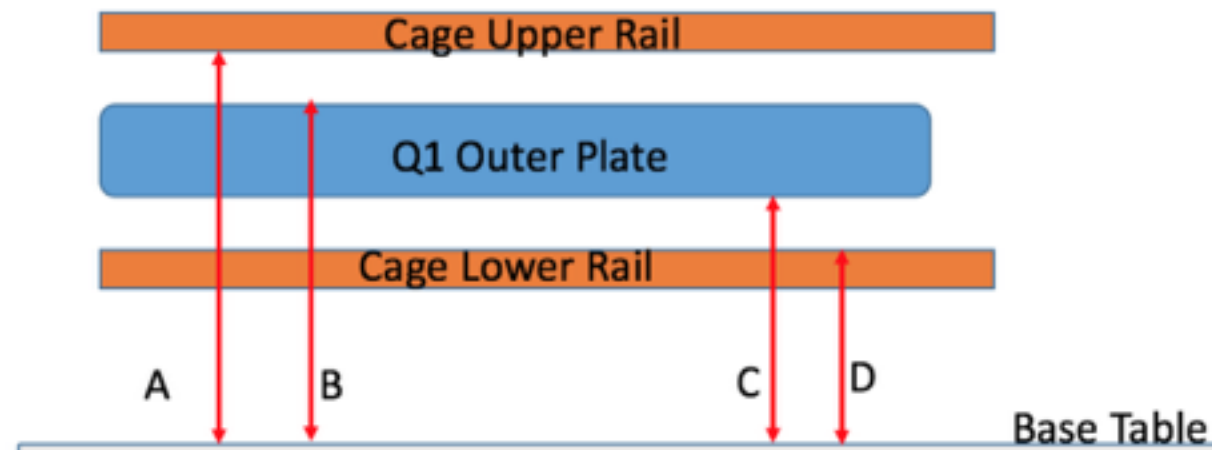 Cage Upper Rail
Q1 Outer Plate
Cage Lower Rail
A
B
C
D
Base Table